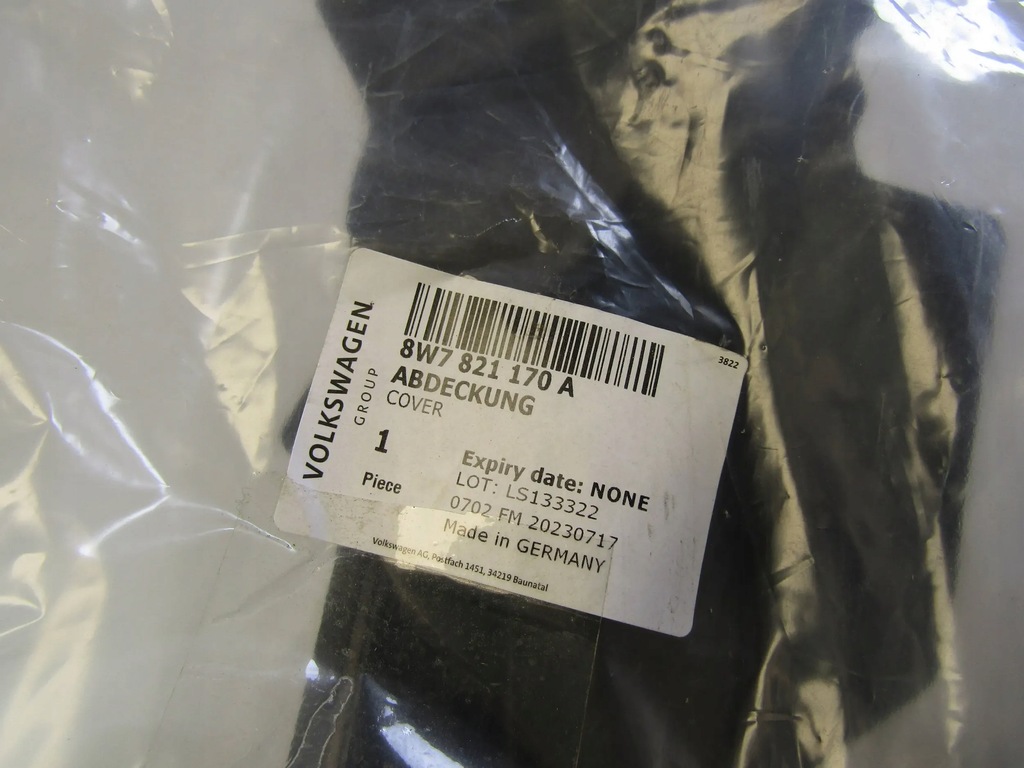 VOLKSWAGEN
GROUP
3822
8W7 821 170 A
ABDECKUNG
COVER
1
Piece
Expiry date: NONE
LOT: LS133322
0702 FM 20230717
Made in GERMANY
Volkswagen AG, Postfach 1451, 34219 Baunatal